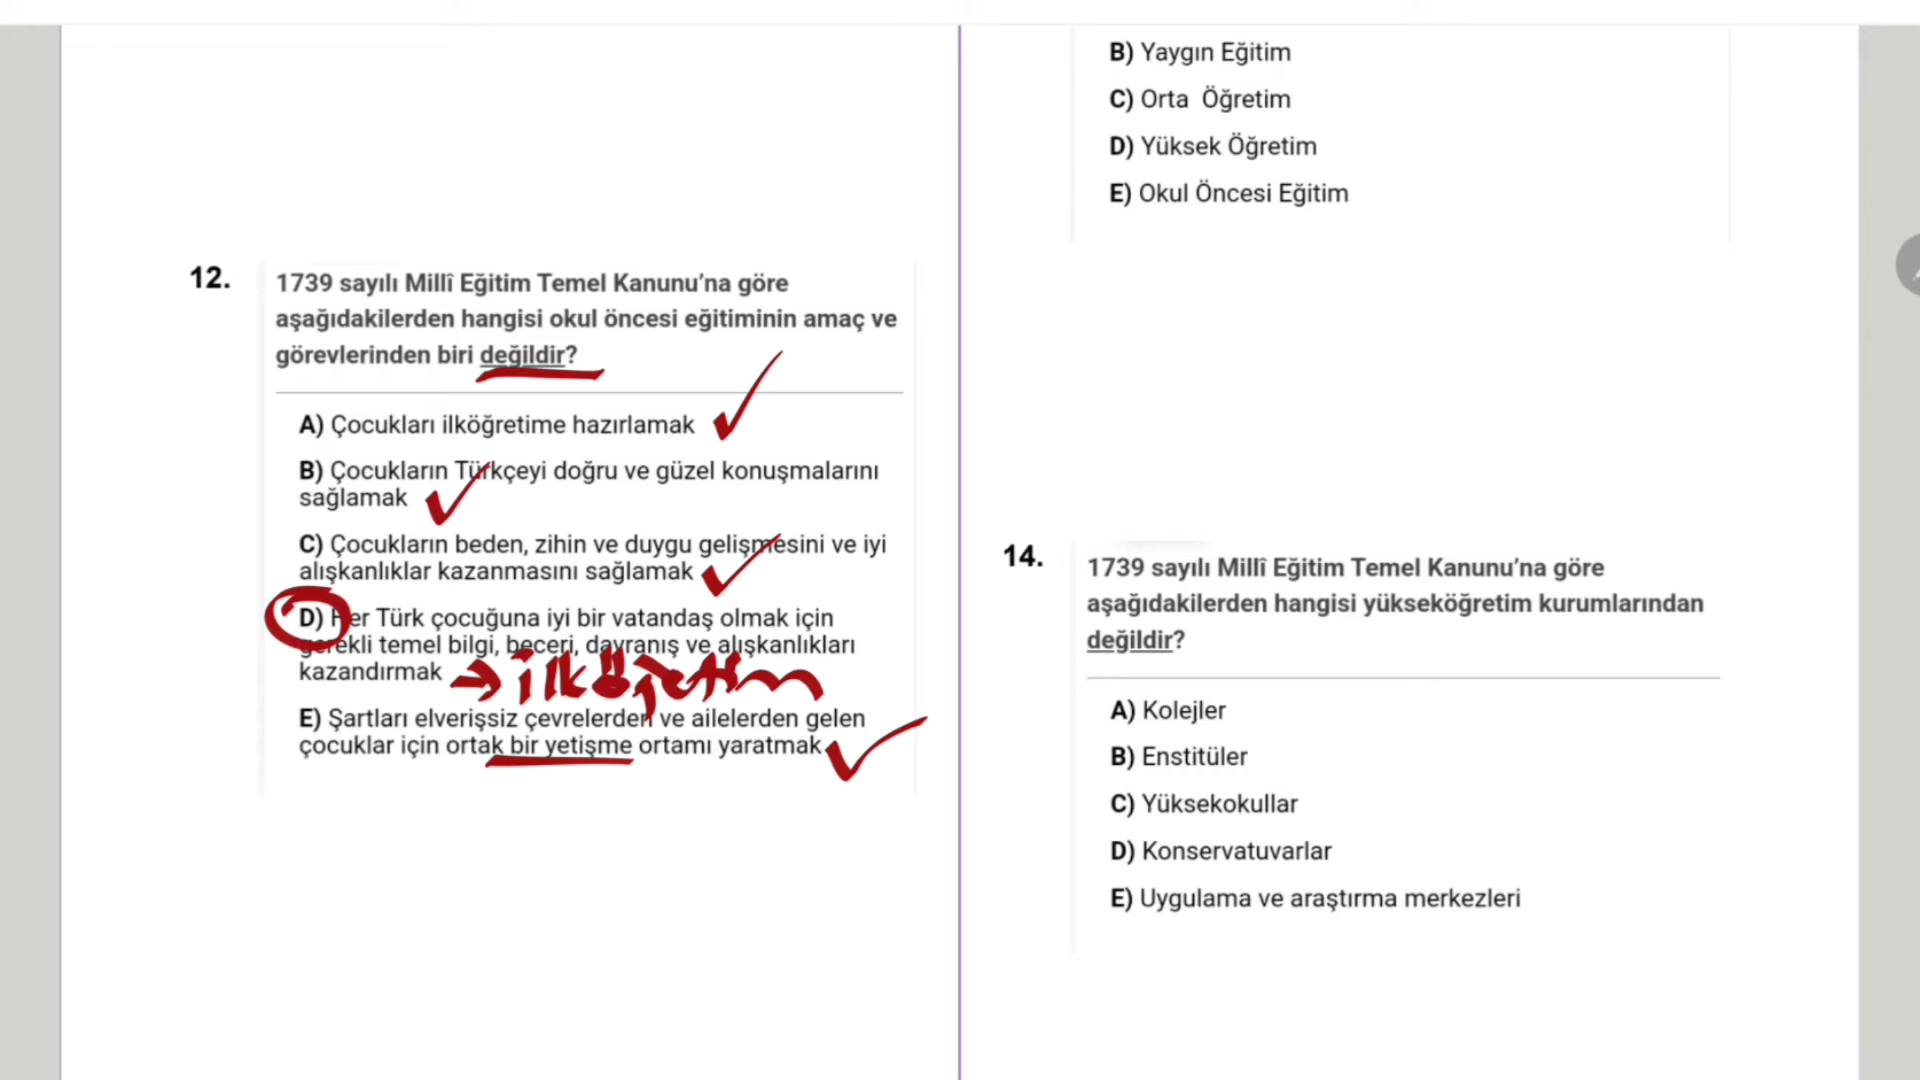 12.
1739 sayılı Millî Eğitim Temel Kanunu’na göre
aşağıdakilerden hangisi okul öncesi eğitiminin amaç ve
görevlerinden biri değildir?
A) Çocukları ilköğretime hazırlamak
B) Çocukların Türkçeyi doğru ve güzel konuşmalarını
sağlamak
C) Çocukların beden, zihin ve duygu gelişmesini ve iyi
alışkanlıklar kazanmasını sağlamak
D) Her Türk çocuğuna iyi bir vatandaş olmak için
gerekli temel bilgi, beceri, davranış ve alışkanlıkları
kazandırmak → ilköğretim
E) Şartları elverişsiz çevrelerden ve ailelerden gelen
çocuklar için ortak bir yetişme ortamı yaratmak
B) Yaygın Eğitim
C) Orta Öğretim
D) Yüksek Öğretim
E) Okul Öncesi Eğitim
14.
1739 sayılı Millî Eğitim Temel Kanunu’na göre
aşağıdakilerden hangisi yükseköğretim kurumlarından
değildir?
A) Kolejler
B) Enstitüler
C) Yüksekokullar
D) Konservatuvarlar
E) Uygulama ve araştırma merkezleri